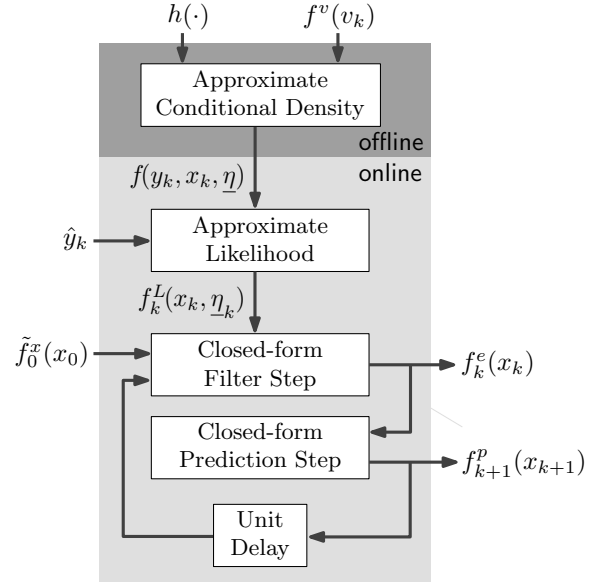 h(·) f^v(v_k)
Approximate
Conditional Density
offline
online
f(y_k, x_k, η)
Approximate
Likelihood
ŷ_k
f_k^L(x_k, η_k)
f̃_0^x(x_0)
Closed-form
Filter Step
f_k^e(x_k)
Closed-form
Prediction Step
f_{k+1}^p(x_{k+1})
Unit
Delay